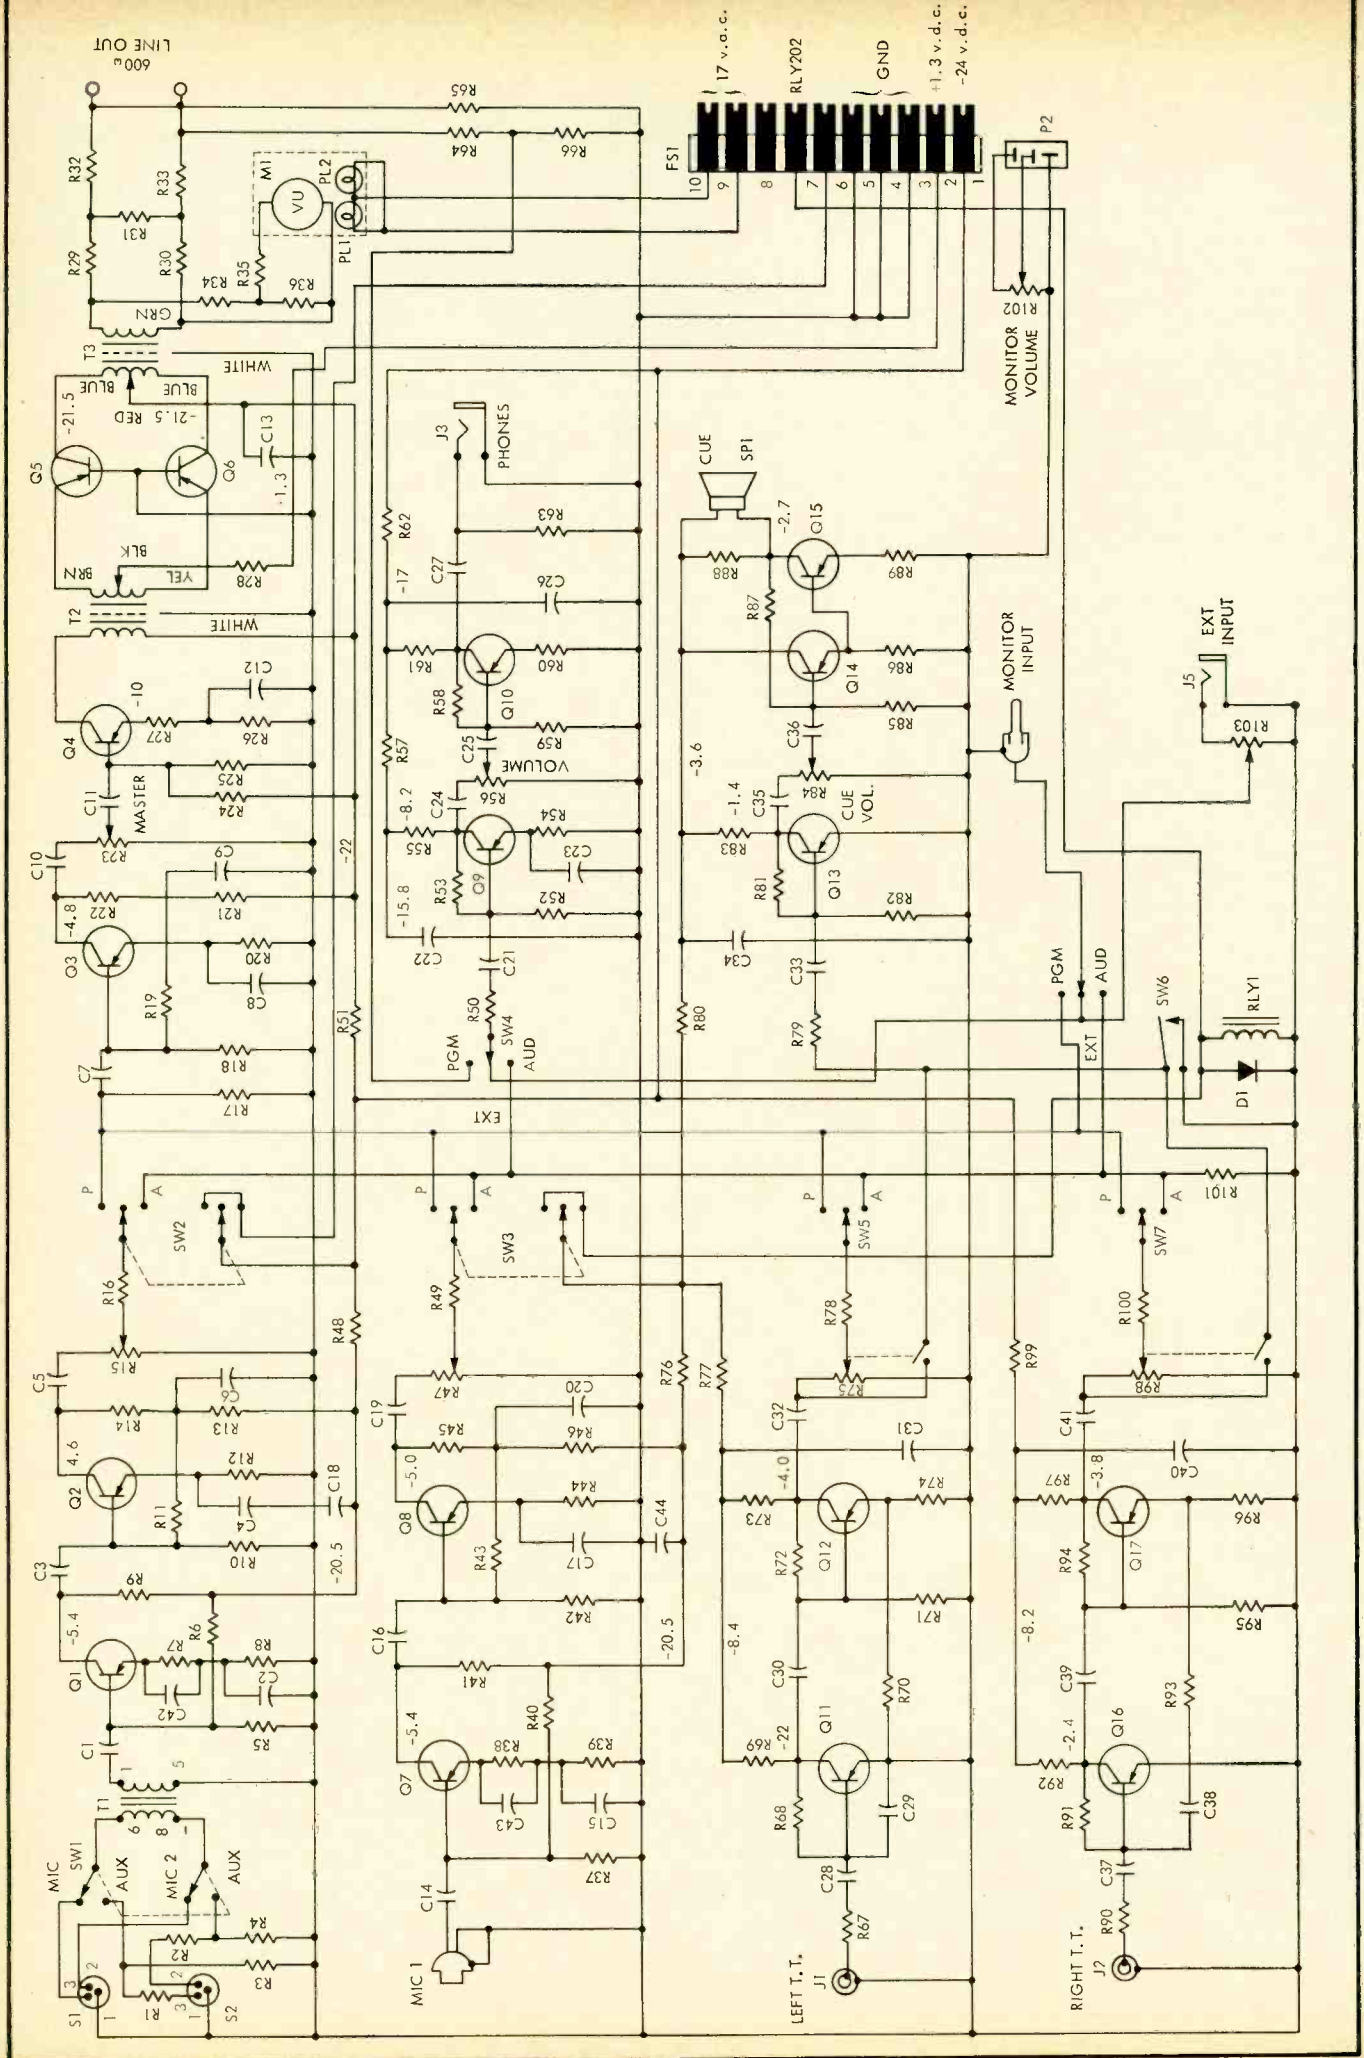 LINE OUT
600ω
R32
R33
R31
R29
R30
R34
R35
R36
GRN
M1
VU
PL2
PL1
R65
R64
R66
17 v.a.c.
RLY202
GND
+1.3 v.d.c.
-24 v.d.c.
FS1
10
9
8
7
6
5
4
3
2
1
P2
R102
MONITOR
VOLUME
T3
BLUE
BLUE
WHITE
-21.5
-21.5 RED
Q5
Q6
C13
-1.3
BRN
BLK
YEL
R28
T2
WHITE
J3
PHONES
R62
-17
C27
R63
C26
R61
R58
Q10
R60
R59
C25
R57
VOLUME
R56
C24
-8.2
R55
R54
C23
R53
Q9
R52
-15.8
C22
C21
R50
SW4
PGM
AUD
EXT
CUE
SP1
-2.7
Q15
R88
R89
R87
Q14
R86
R85
C36
-3.6
-1.4
C35
R84
CUE
VOL.
R83
R81
Q13
R82
C34
C33
R80
R79
MONITOR
INPUT
EXT
INPUT
J5
R103
PGM
AUD
EXT
SW6
RLY1
D1
-10
Q4
R27
C12
R26
R25
R24
C11
MASTER
R23
C10
C9
-22
R22
R21
-4.8
Q3
R20
C8
R19
R18
R17
C7
R51
P
A
SW2
R16
R15
C5
R14
C6
R13
R48
4.6
Q2
R12
C4
C18
R11
R10
C3
-20.5
R9
-5.4
Q1
R7
R6
R8
C2
C42
R5
C1
1
5
T1
6
8
1
MIC
SW1
AUX
MIC 2
AUX
R2
R4
R3
R1
S1
3
2
1
S2
3
2
1
P
A
SW3
R49
R47
C19
C20
R45
R46
R76
-5.0
Q8
R44
C17
C44
R43
R42
C16
-20.5
R41
R40
-5.4
Q7
R38
R39
C43
C15
C14
R37
MIC 1
P
A
SW5
R78
R77
R75
C32
C31
-4.0
R73
R74
Q12
R72
R71
-8.4
C30
R70
R69
-22
Q11
R68
C29
C28
R67
LEFT T.T.
J1
P
A
SW7
R101
R100
R99
R98
C41
C40
R97
-3.8
Q17
R96
R94
R95
-8.2
C39
R93
-2.4
Q16
R92
R91
C38
C37
R90
RIGHT T.T.
J2